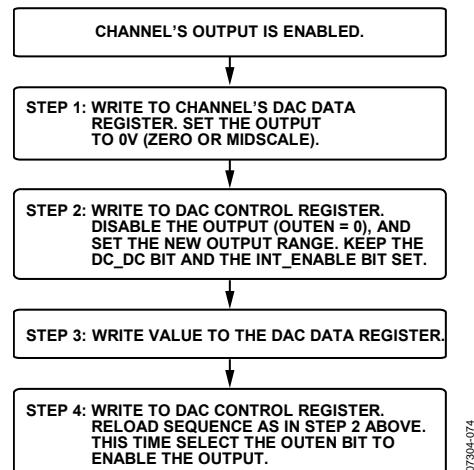 CHANNEL'S OUTPUT IS ENABLED.
STEP 1: WRITE TO CHANNEL'S DAC DATA
REGISTER. SET THE OUTPUT
TO 0V (ZERO OR MIDSCALE).
STEP 2: WRITE TO DAC CONTROL REGISTER.
DISABLE THE OUTPUT (OUTEN = 0), AND
SET THE NEW OUTPUT RANGE. KEEP THE
DC_DC BIT AND THE INT_ENABLE BIT SET.
STEP 3: WRITE VALUE TO THE DAC DATA REGISTER.
STEP 4: WRITE TO DAC CONTROL REGISTER.
RELOAD SEQUENCE AS IN STEP 2 ABOVE.
THIS TIME SELECT THE OUTEN BIT TO
ENABLE THE OUTPUT.
07304-074